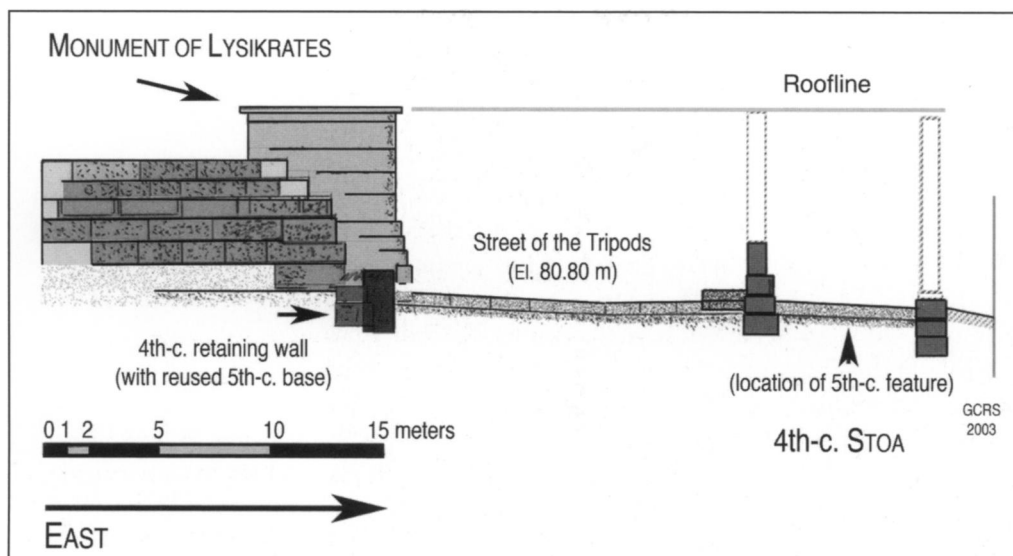 MONUMENT OF LYSIKRATES
Roofline
Street of the Tripods
(EL. 80.80 m)
4th-c. retaining wall
(with reused 5th-c. base)
(location of 5th-c. feature)
GCRS
2003
4th-c. STOA
0 1 2 5 10 15 meters
EAST